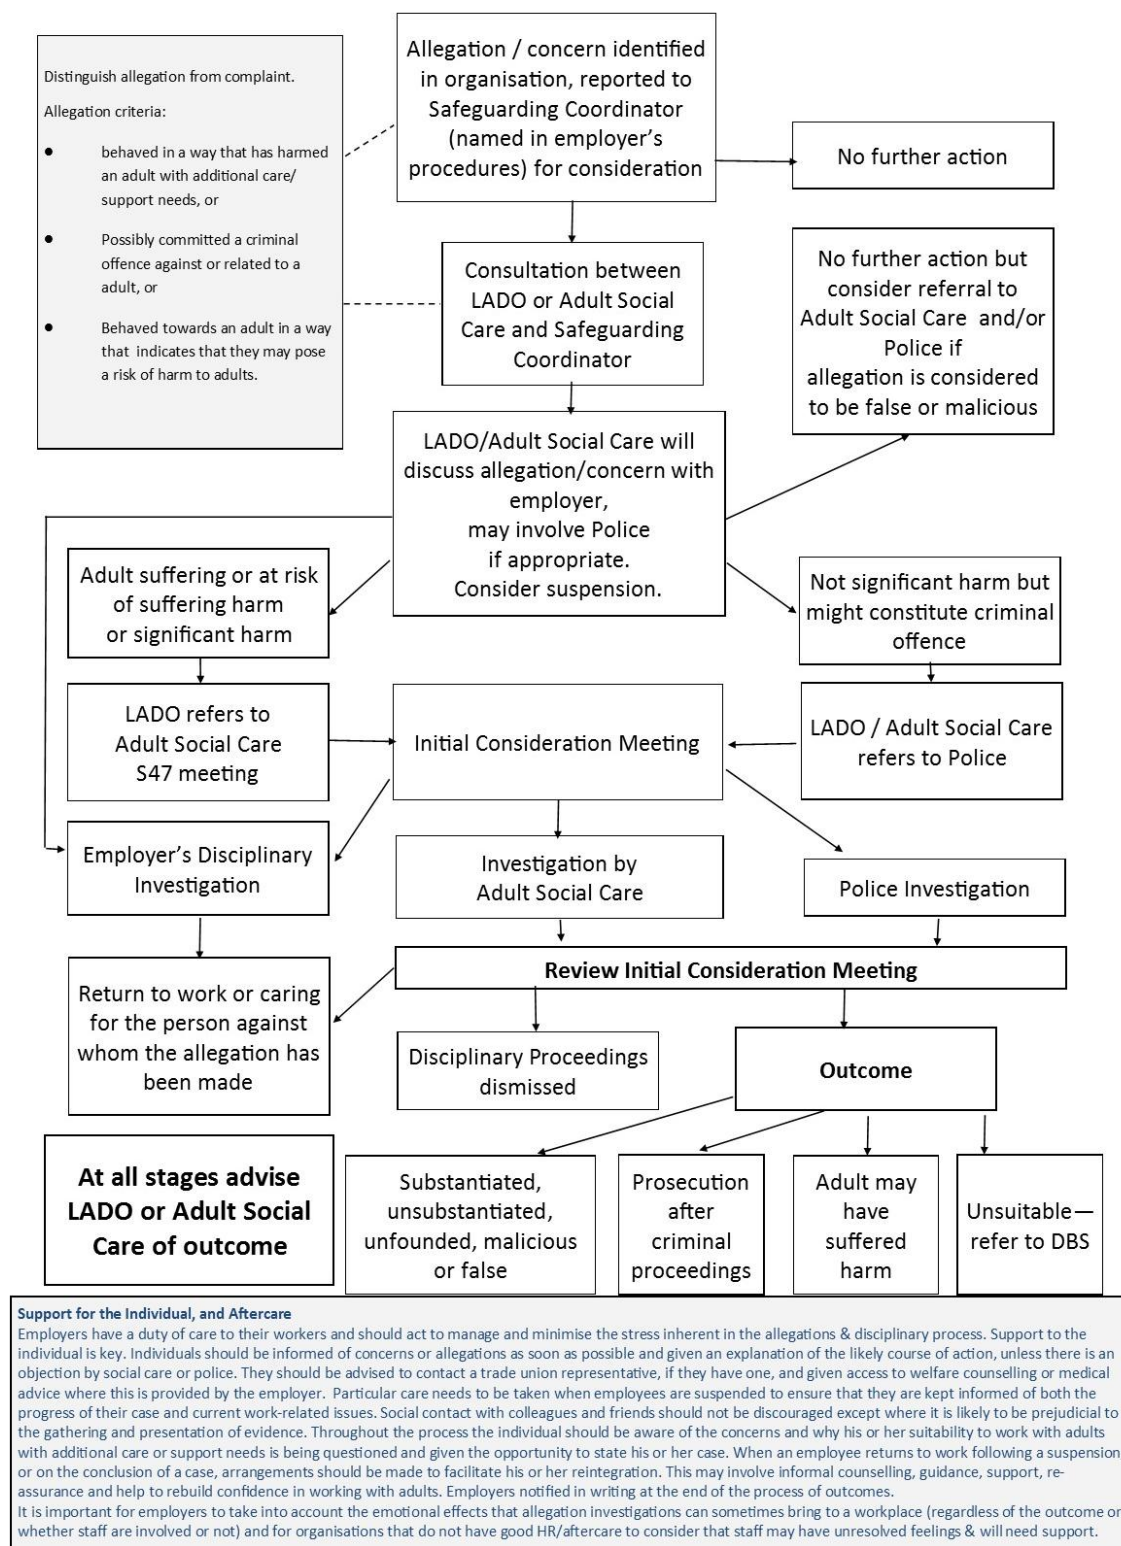 Distinguish allegation from complaint.
Allegation criteria:
● behaved in a way that has harmed
an adult with additional care/
support needs, or
● Possibly committed a criminal
offence against or related to a
adult, or
● Behaved towards an adult in a way
that indicates that they may pose
a risk of harm to adults.
Allegation / concern identified
in organisation, reported to
Safeguarding Coordinator
(named in employer's
procedures) for consideration
No further action
Consultation between
LADO or Adult Social
Care and Safeguarding
Coordinator
No further action but
consider referral to
Adult Social Care and/or
Police if
allegation is considered
to be false or malicious
LADO/Adult Social Care will
discuss allegation/concern with
employer,
may involve Police
if appropriate.
Consider suspension.
Adult suffering or at risk
of suffering harm
or significant harm
Not significant harm but
might constitute criminal
offence
LADO refers to
Adult Social Care
S47 meeting
Initial Consideration Meeting
LADO / Adult Social Care
refers to Police
Employer's Disciplinary
Investigation
Investigation by
Adult Social Care
Police Investigation
Review Initial Consideration Meeting
Return to work or caring
for the person against
whom the allegation has
been made
Disciplinary Proceedings
dismissed
Outcome
At all stages advise
LADO or Adult Social
Care of outcome
Substantiated,
unsubstantiated,
unfounded, malicious
or false
Prosecution
after
criminal
proceedings
Adult may
have
suffered
harm
Unsuitable—
refer to DBS
Support for the Individual, and Aftercare
Employers have a duty of care to their workers and should act to manage and minimise the stress inherent in the allegations & disciplinary process. Support to the
individual is key. Individuals should be informed of concerns or allegations as soon as possible and given an explanation of the likely course of action, unless there is an
objection by social care or police. They should be advised to contact a trade union representative, if they have one, and given access to welfare counselling or medical
advice where this is provided by the employer. Particular care needs to be taken when employees are suspended to ensure that they are kept informed of both the
progress of their case and current work-related issues. Social contact with colleagues and friends should not be discouraged except where it is likely to be prejudicial to
the gathering and presentation of evidence. Throughout the process the individual should be aware of the concerns and why his or her suitability to work with adults
with additional care or support needs is being questioned and given the opportunity to state his or her case. When an employee returns to work following a suspension,
or on the conclusion of a case, arrangements should be made to facilitate his or her reintegration. This may involve informal counselling, guidance, support, re-
assurance and help to rebuild confidence in working with adults. Employers notified in writing at the end of the process of outcomes.
It is important for employers to take into account the emotional effects that allegation investigations can sometimes bring to a workplace (regardless of the outcome or
whether staff are involved or not) and for organisations that do not have good HR/aftercare to consider that staff may have unresolved feelings & will need support.